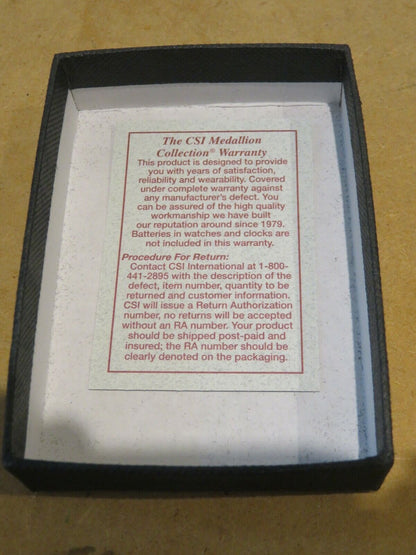 The CSI Medallion
Collection® Warranty
This product is designed to provide
you with years of satisfaction,
reliability and wearability. Covered
under complete warranty against
any manufacturer's defect. You
can be assured of the high quality
workmanship we have built
our reputation around since 1979.
Batteries in watches and clocks are
not included in this warranty.
Procedure For Return:
Contact CSI International at 1-800-
441-2895 with the description of the
defect, item number, quantity to be
returned and customer information.
CSI will issue a Return Authorization
number, no returns will be accepted
without an RA number. Your product
should be shipped post-paid and
insured; the RA number should be
clearly denoted on the packaging.